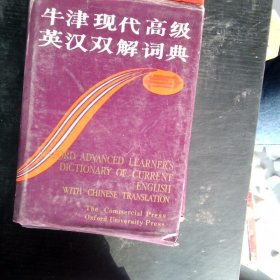 牛津现代高级
英汉双解词典
ADVANCED LEARNER'S
DICTIONARY OF CURRENT
ENGLISH
WITH CHINESE TRANSLATION
The Commercial Press
Oxford University Press